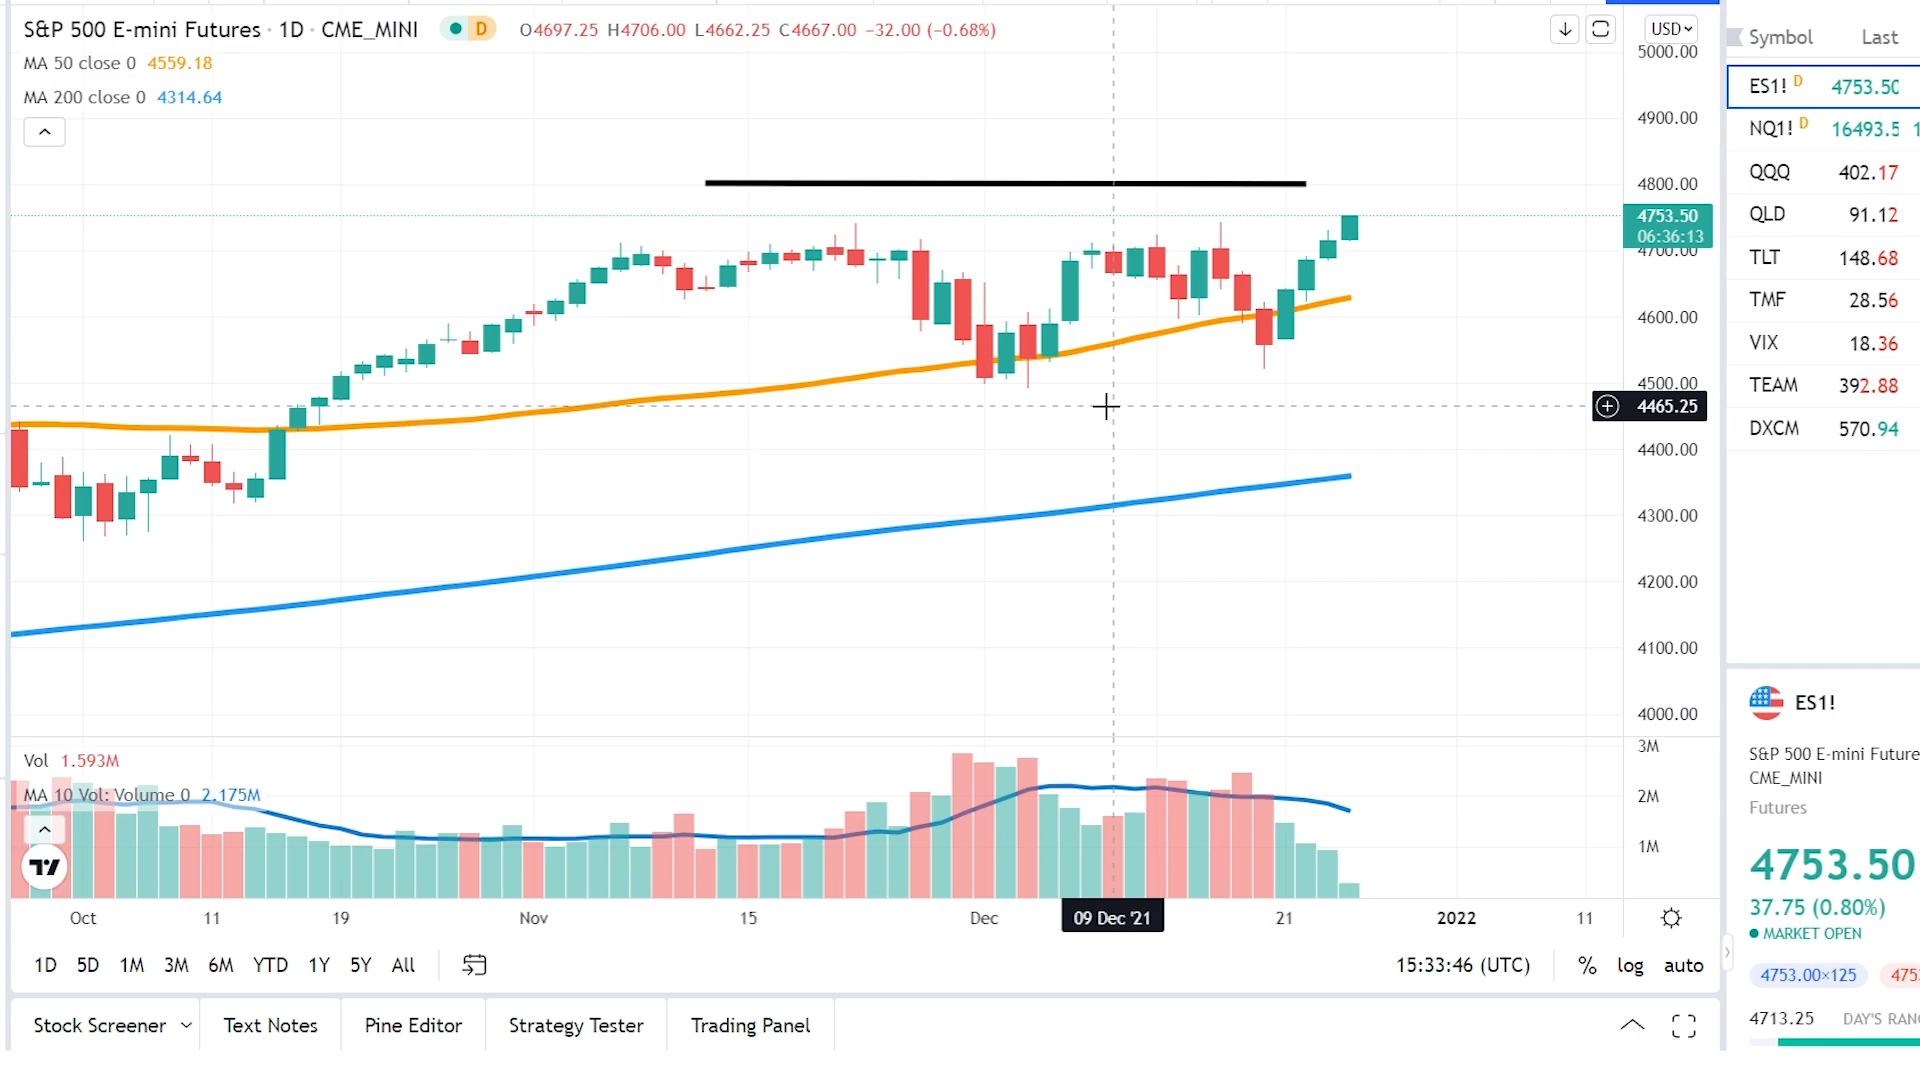 S&P 500 E-mini Futures · 1D · CME_MINI D O4697.25 H4706.00 L4662.25 C4667.00 −32.00 (−0.68%)
MA 50 close 0 4559.18
MA 200 close 0 4314.64
USD
5000.00
4900.00
4800.00
4753.50
06:36:13
4700.00
4600.00
4500.00
4465.25
4400.00
4300.00
4200.00
4100.00
4000.00
Vol 1.593M
MA 10 Vol: Volume 0 2.175M
3M
2M
1M
Oct 11 19 Nov 15 Dec 09 Dec '21 21 2022 11
1D 5D 1M 3M 6M YTD 1Y 5Y All 15:33:46 (UTC) % log auto
Stock Screener Text Notes Pine Editor Strategy Tester Trading Panel
Symbol Last
ES1! D 4753.50
NQ1! D 16493.5 1
QQQ 402.17
QLD 91.12
TLT 148.68
TMF 28.56
VIX 18.36
TEAM 392.88
DXCM 570.94
ES1!
S&P 500 E-mini Future
CME_MINI
Futures
4753.50
37.75 (0.80%)
MARKET OPEN
4753.00×125 475
4713.25 DAY'S RAN